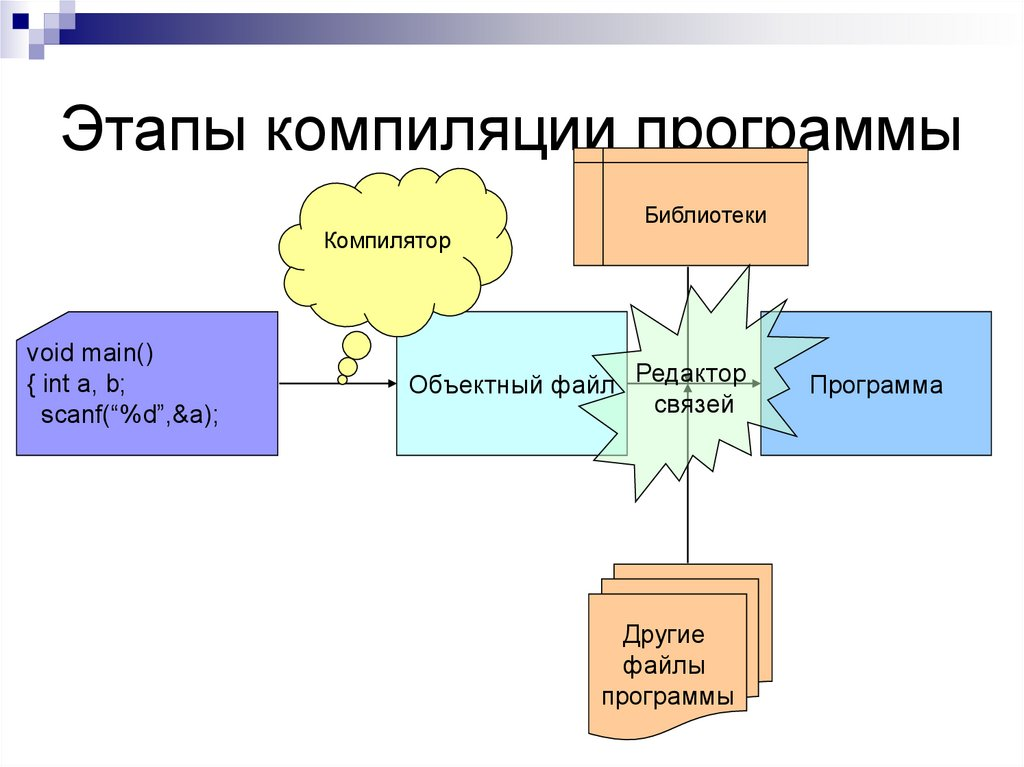 Этапы компиляции программы
Библиотеки
Компилятор
void main()
{ int a, b;
scanf(“%d”,&a);
Объектный файл
Редактор
связей
Программа
Другие
файлы
программы